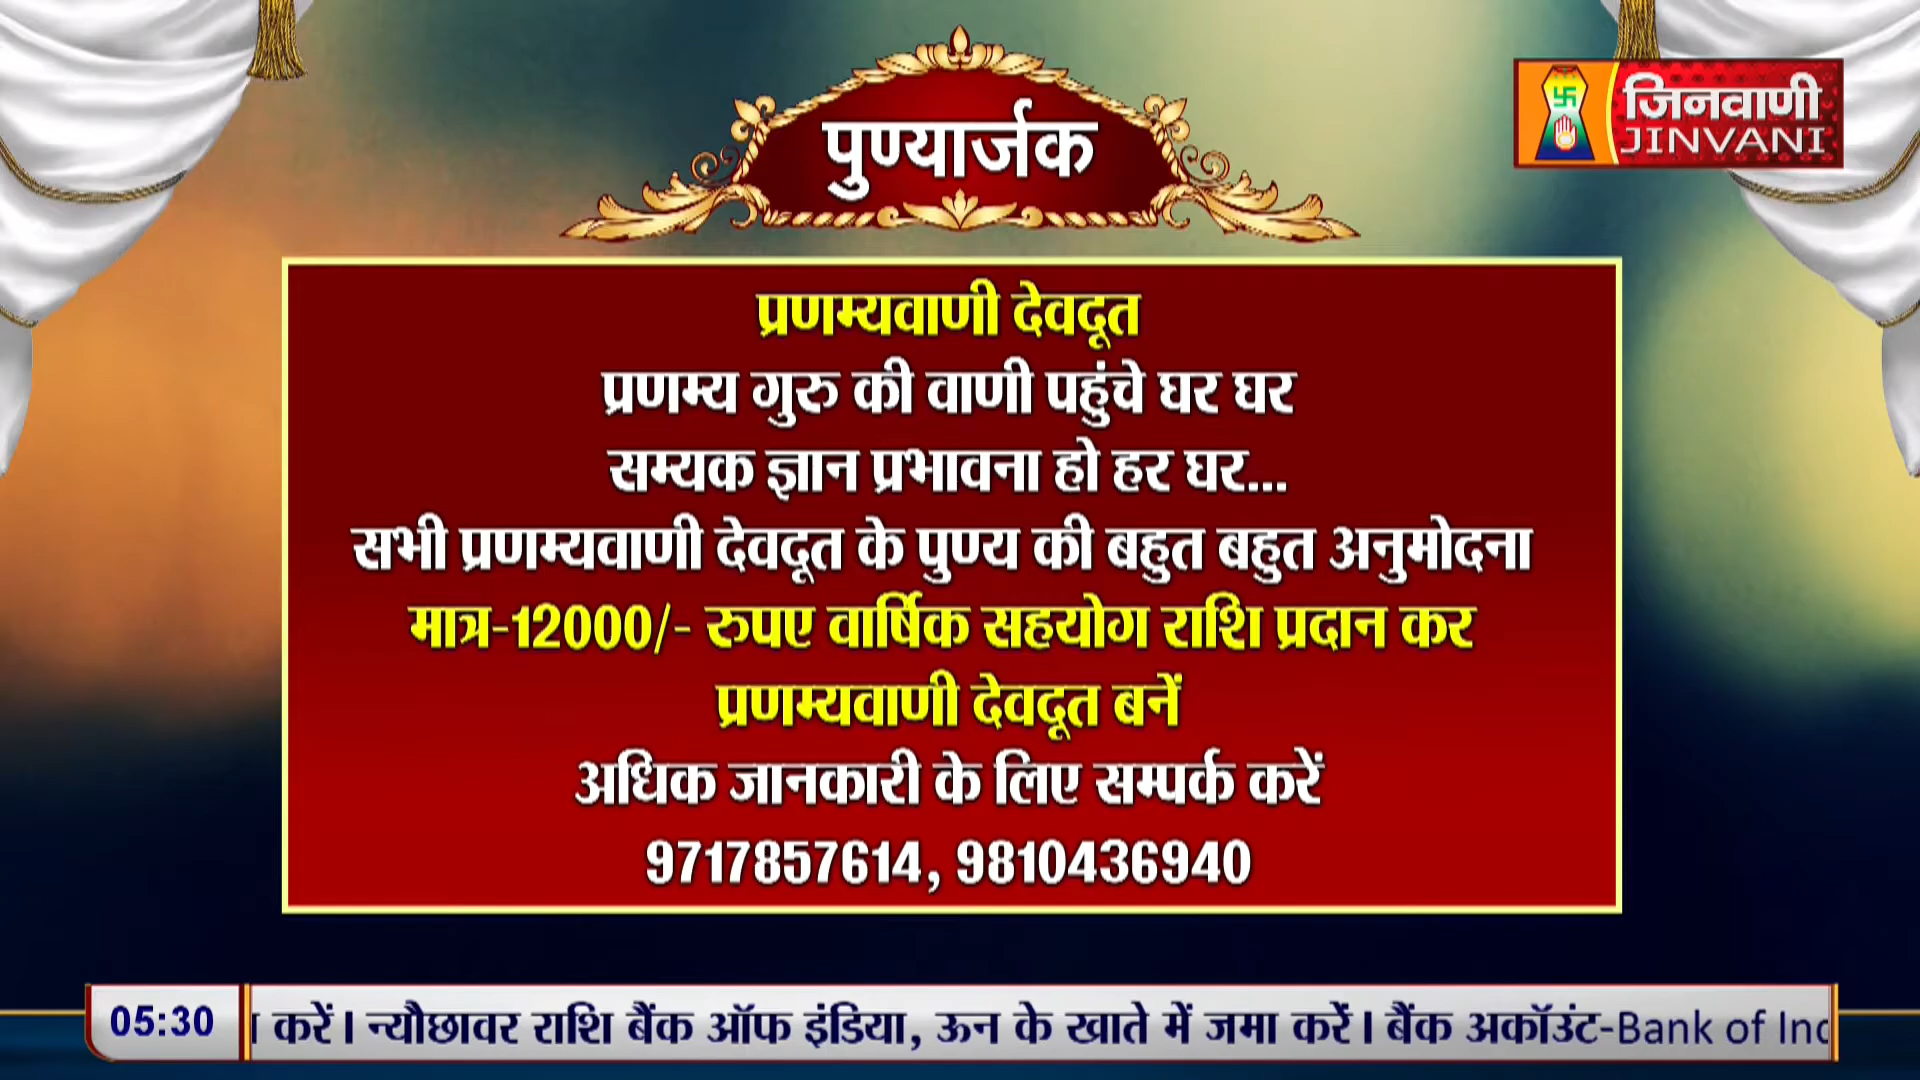 पुण्यार्जक
जिनवाणी
JINVANI
प्रणम्यवाणी देवदूत
प्रणम्य गुरु की वाणी पहुंचे घर घर
सम्यक ज्ञान प्रभावना हो हर घर...
सभी प्रणम्यवाणी देवदूत के पुण्य की बहुत बहुत अनुमोदना
मात्र-12000/- रुपए वार्षिक सहयोग राशि प्रदान कर
प्रणम्यवाणी देवदूत बनें
अधिक जानकारी के लिए सम्पर्क करें
9717857614, 9810436940
05:30 करें। न्यौछावर राशि बैंक ऑफ इंडिया, ऊन के खाते में जमा करें। बैंक अकॉउंट-Bank of